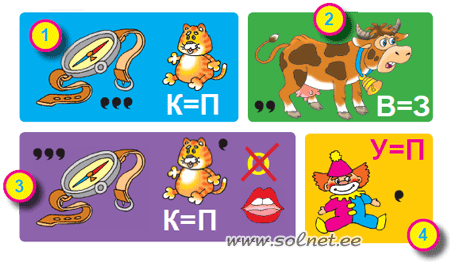 1
,,,
К=П
2
,,
В=З
3
,,,
,
К=П
У=П
,
4
www.solnet.ee